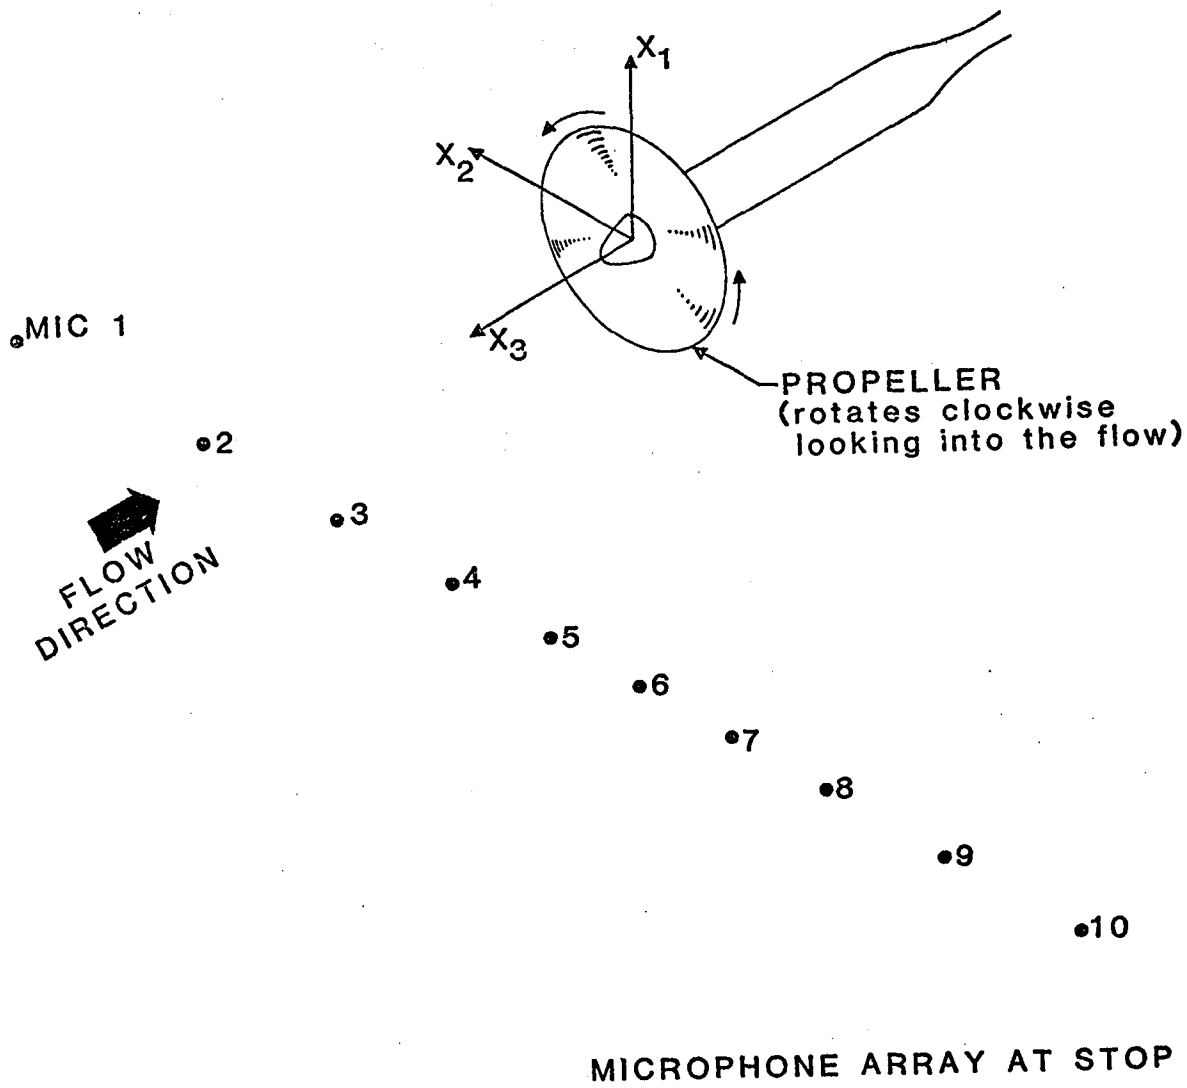 X1
X2
X3
MIC 1
PROPELLER
(rotates clockwise
looking into the flow)
2
3
FLOW
DIRECTION
4
5
6
7
8
9
10
MICROPHONE ARRAY AT STOP